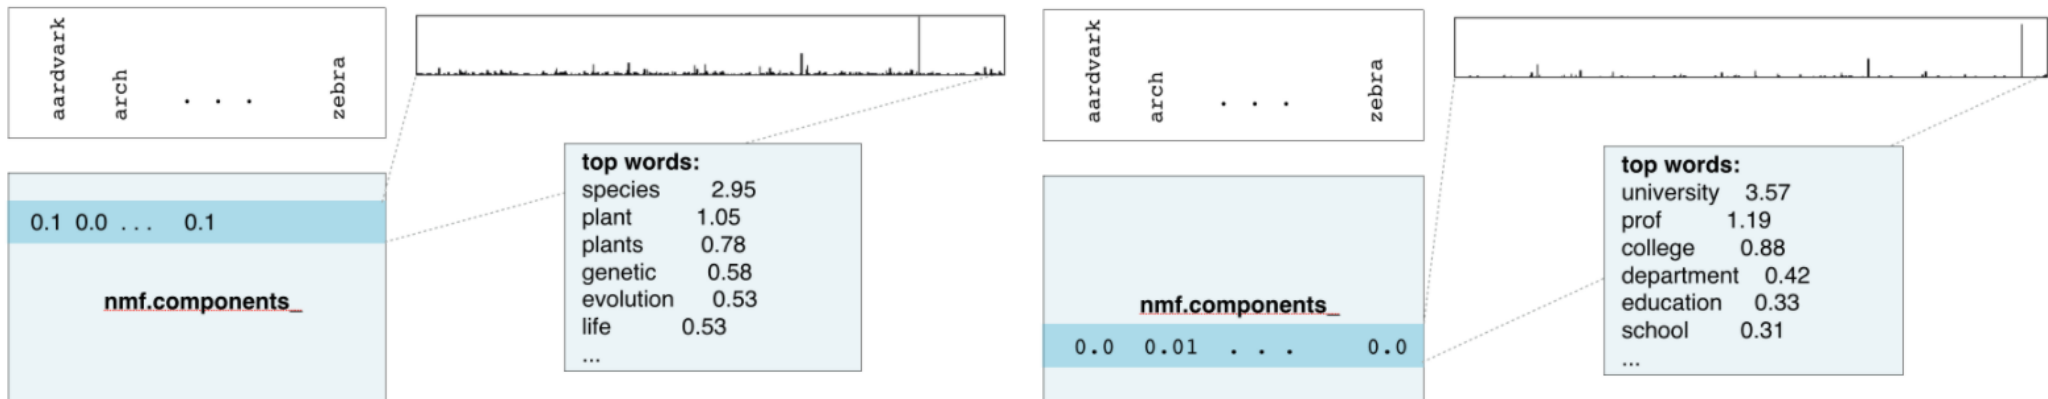 aardvark
arch
. . .
zebra
0.1 0.0 ... 0.1
nmf.components_
top words:
species 2.95
plant 1.05
plants 0.78
genetic 0.58
evolution 0.53
life 0.53
...
aardvark
arch
. . .
zebra
nmf.components_
0.0 0.01 . . . 0.0
top words:
university 3.57
prof 1.19
college 0.88
department 0.42
education 0.33
school 0.31
...